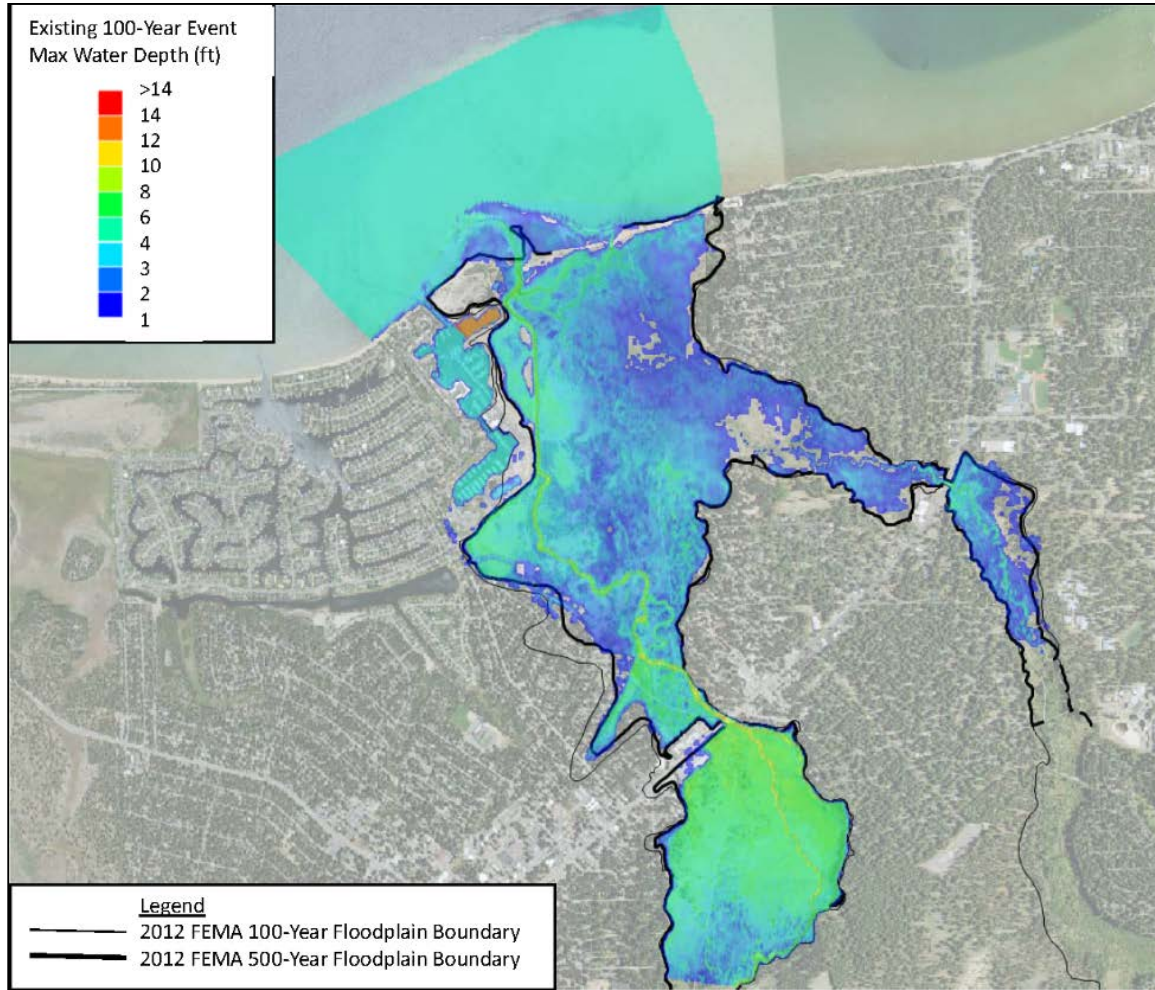 Existing 100-Year Event
Max Water Depth (ft)
>14
14
12
10
8
6
4
3
2
1
Legend
2012 FEMA 100-Year Floodplain Boundary
2012 FEMA 500-Year Floodplain Boundary